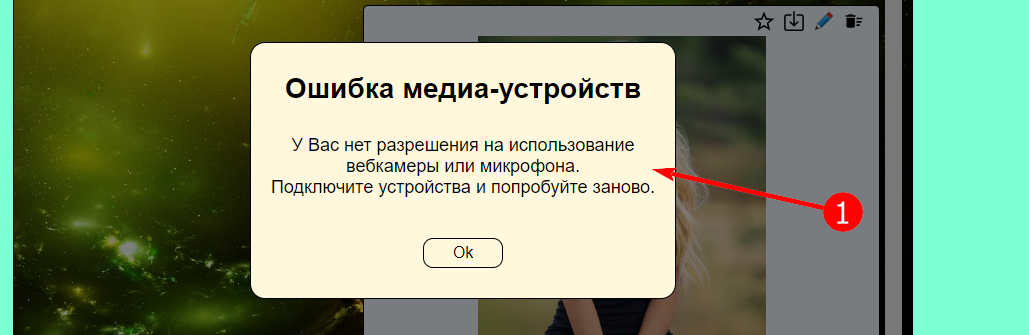 Ошибка медиа-устройств
У Вас нет разрешения на использование
вебкамеры или микрофона.
Подключите устройства и попробуйте заново.
1
Ok